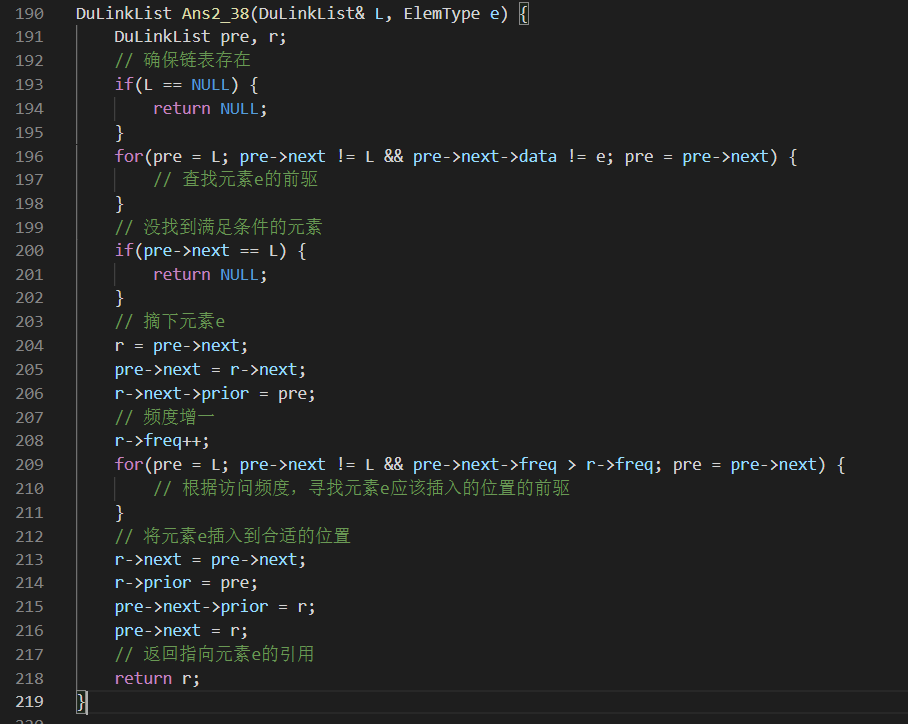 190 DuLinkList Ans2_38(DuLinkList& L, ElemType e) {
191     DuLinkList pre, r;
192     // 确保链表存在
193     if(L == NULL) {
194         return NULL;
195     }
196     for(pre = L; pre->next != L && pre->next->data != e; pre = pre->next) {
197         // 查找元素e的前驱
198     }
199     // 没找到满足条件的元素
200     if(pre->next == L) {
201         return NULL;
202     }
203     // 摘下元素e
204     r = pre->next;
205     pre->next = r->next;
206     r->next->prior = pre;
207     // 频度增一
208     r->freq++;
209     for(pre = L; pre->next != L && pre->next->freq > r->freq; pre = pre->next) {
210         // 根据访问频度，寻找元素e应该插入的位置的前驱
211     }
212     // 将元素e插入到合适的位置
213     r->next = pre->next;
214     r->prior = pre;
215     pre->next->prior = r;
216     pre->next = r;
217     // 返回指向元素e的引用
218     return r;
219 }